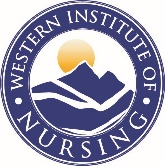 • WESTERN INSTITUTE OF •
NURSING